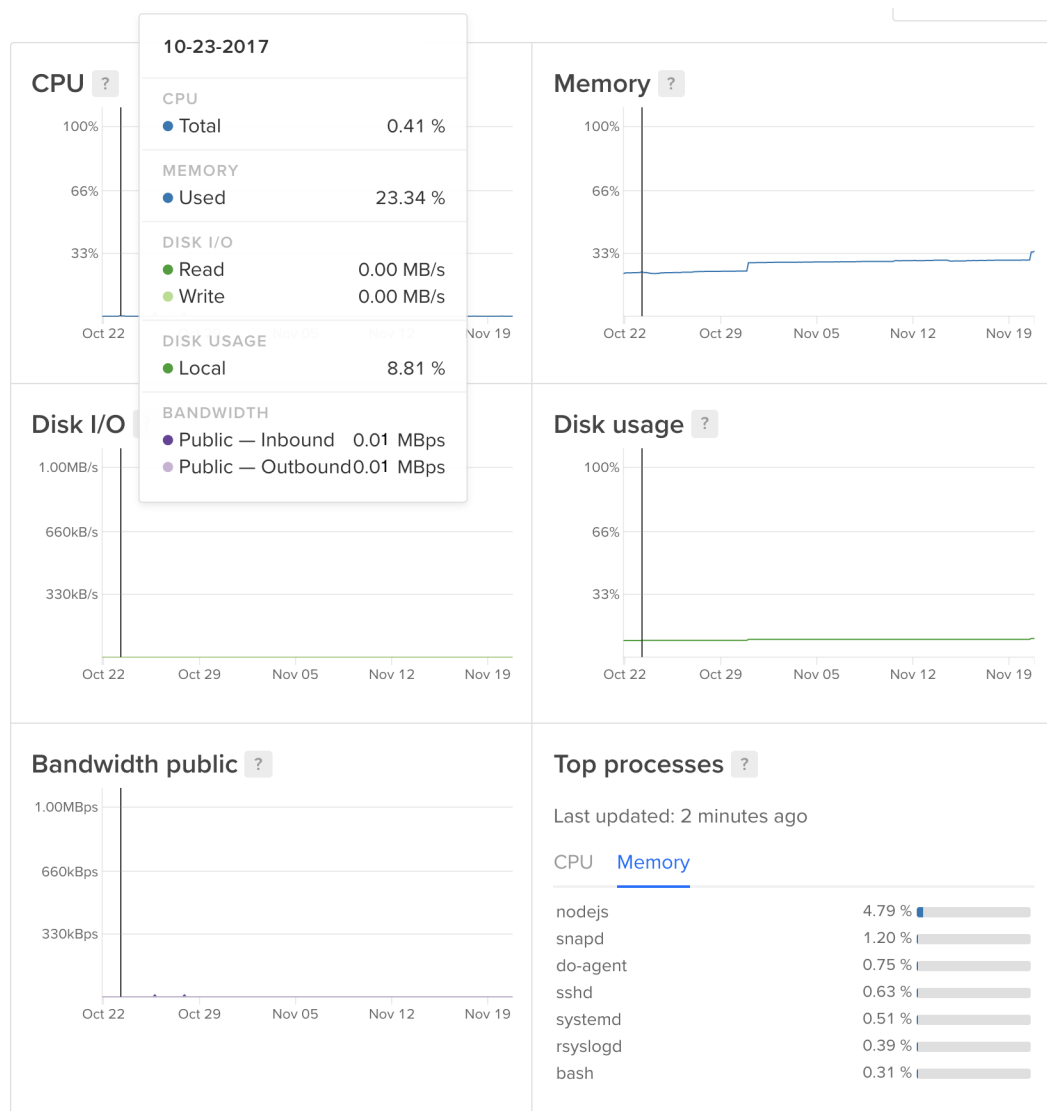 10-23-2017
CPU
Total 0.41 %
MEMORY
Used 23.34 %
DISK I/O
Read 0.00 MB/s
Write 0.00 MB/s
DISK USAGE
Local 8.81 %
BANDWIDTH
Public — Inbound 0.01 MBps
Public — Outbound 0.01 MBps
CPU ?
100%
66%
33%
Oct 22 Nov 05 Nov 12 Nov 19
Memory ?
100%
66%
33%
Oct 22 Oct 29 Nov 05 Nov 12 Nov 19
Disk I/O
1.00MB/s
660kB/s
330kB/s
Oct 22 Oct 29 Nov 05 Nov 12 Nov 19
Disk usage ?
100%
66%
33%
Oct 22 Oct 29 Nov 05 Nov 12 Nov 19
Bandwidth public ?
1.00MBps
660kBps
330kBps
Oct 22 Oct 29 Nov 05 Nov 12 Nov 19
Top processes ?
Last updated: 2 minutes ago
CPU Memory
nodejs 4.79 %
snapd 1.20 %
do-agent 0.75 %
sshd 0.63 %
systemd 0.51 %
rsyslogd 0.39 %
bash 0.31 %